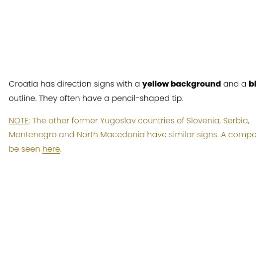 Croatia has direction signs with a yellow background and a bl
outline. They often have a pencil-shaped tip.
NOTE: The other former Yugoslav countries of Slovenia, Serbia,
Montenegro and North Macedonia have similar signs. A compa
be seen here.